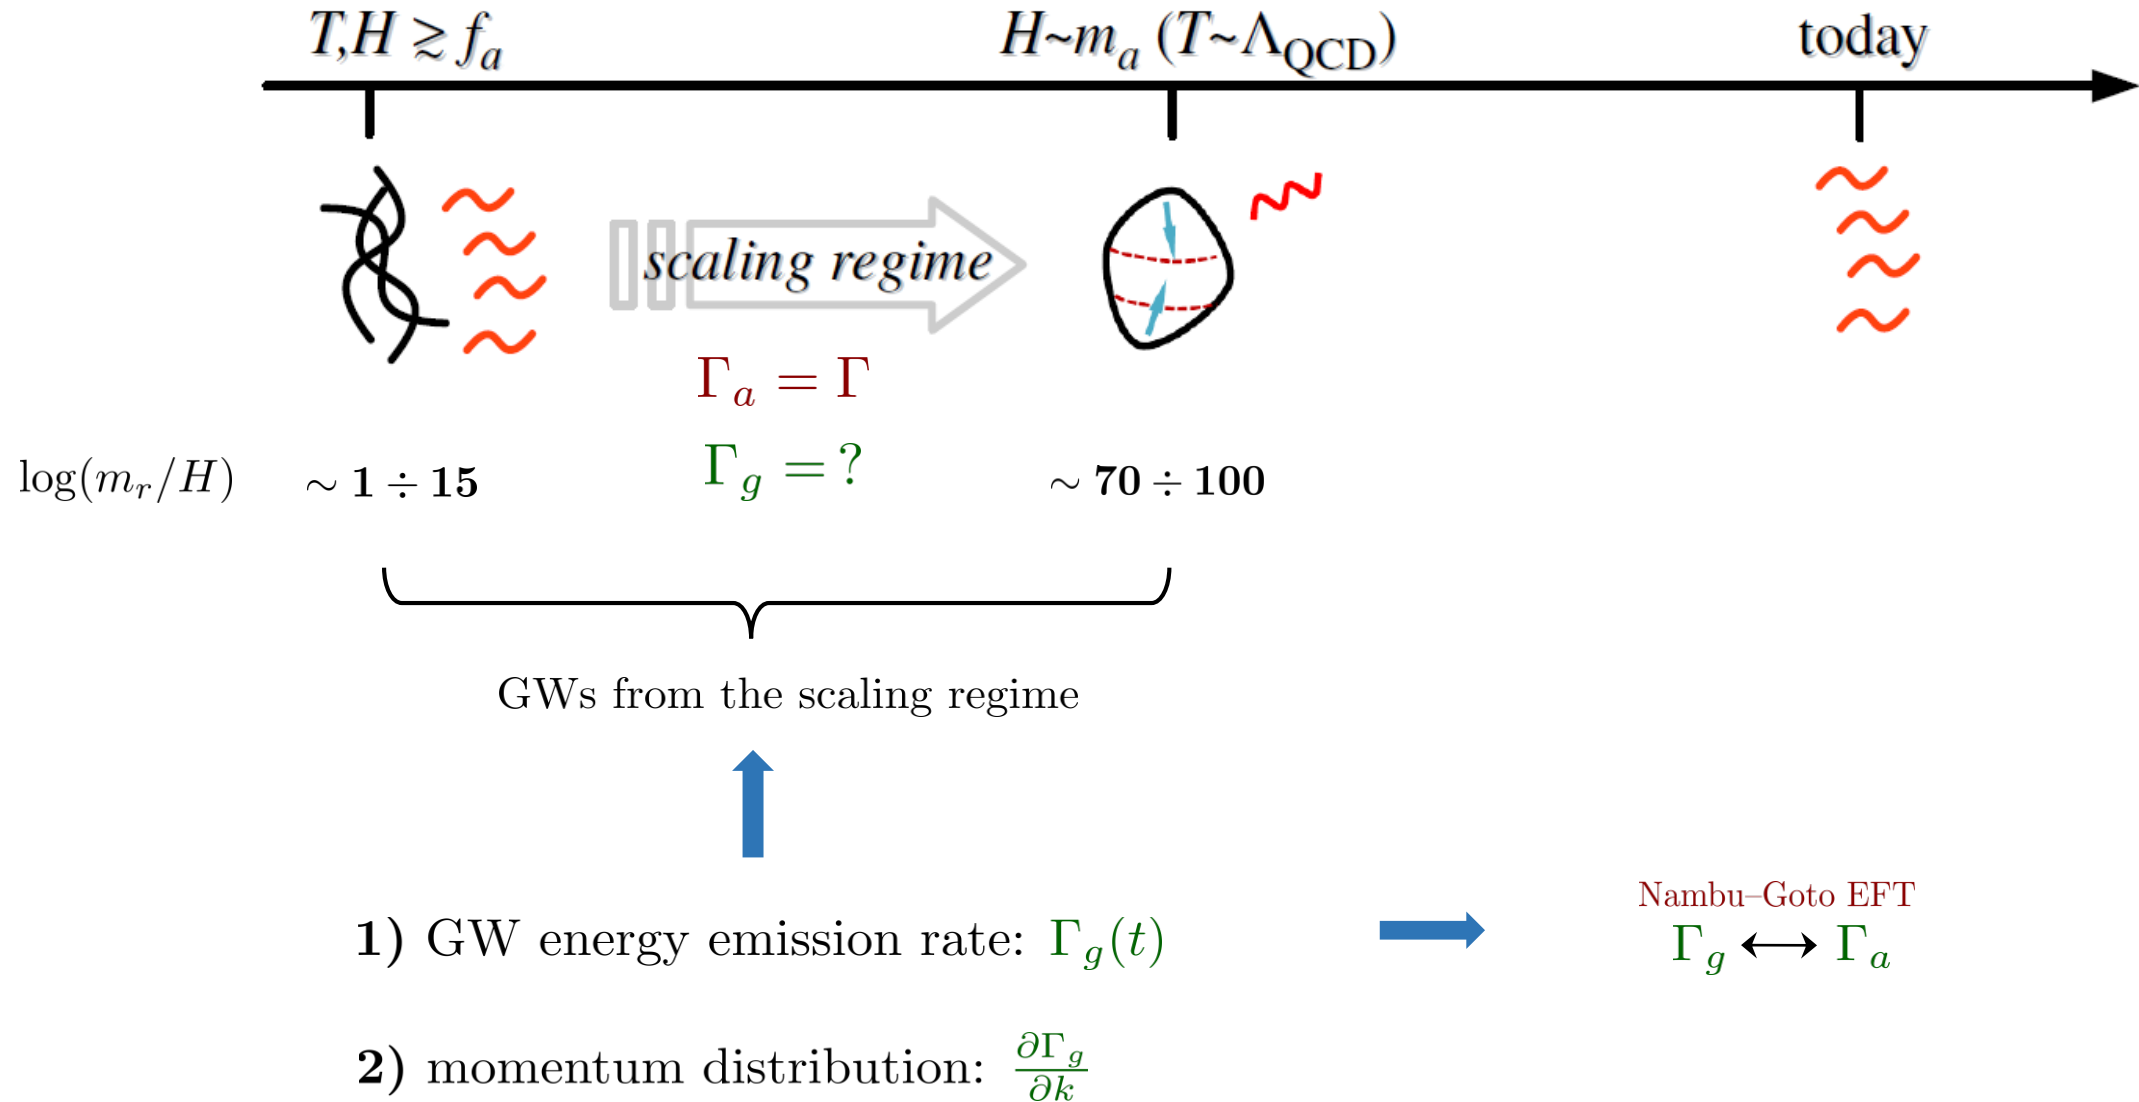 T,H ≳ f_a
H~m_a (T~Λ_QCD)
today
scaling regime
Γ_a = Γ
Γ_g = ?
log(m_r/H)
∼ 1 ÷ 15
∼ 70 ÷ 100
GWs from the scaling regime
1) GW energy emission rate: Γ_g(t)
Nambu–Goto EFT
Γ_g ⟷ Γ_a
2) momentum distribution: ∂Γ_g/∂k